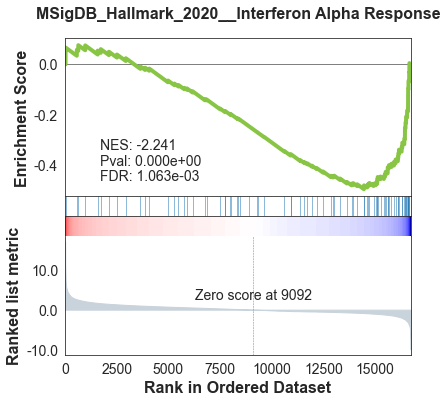 MSigDB_Hallmark_2020__Interferon Alpha Response
Enrichment Score
0.0
-0.2
-0.4
NES: -2.241
Pval: 0.000e+00
FDR: 1.063e-03
Ranked list metric
10.0
0.0
-10.0
Zero score at 9092
0 2500 5000 7500 10000 12500 15000
Rank in Ordered Dataset